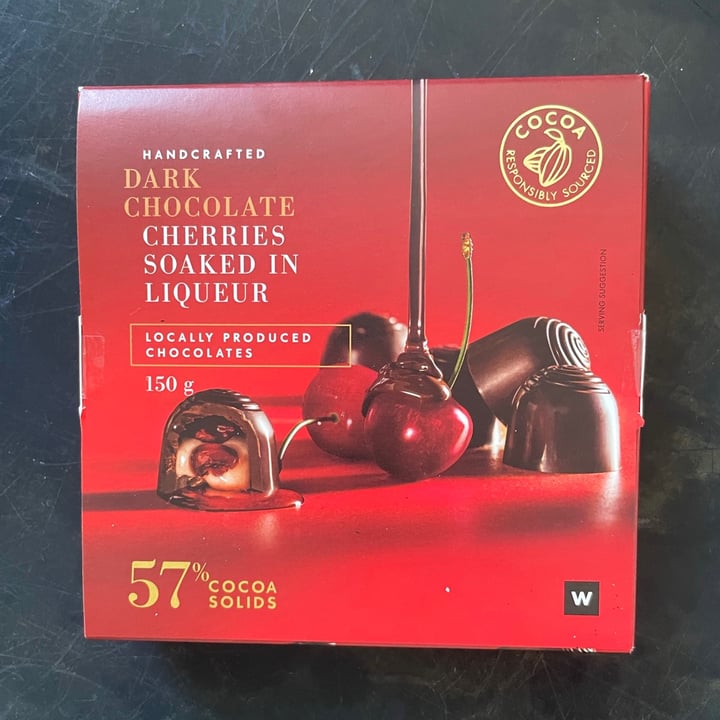 HANDCRAFTED
DARK
CHOCOLATE
CHERRIES
SOAKED IN
LIQUEUR
LOCALLY PRODUCED
CHOCOLATES
150 g
COCOA
RESPONSIBLY SOURCED
SERVING SUGGESTION
57% COCOA
SOLIDS
W